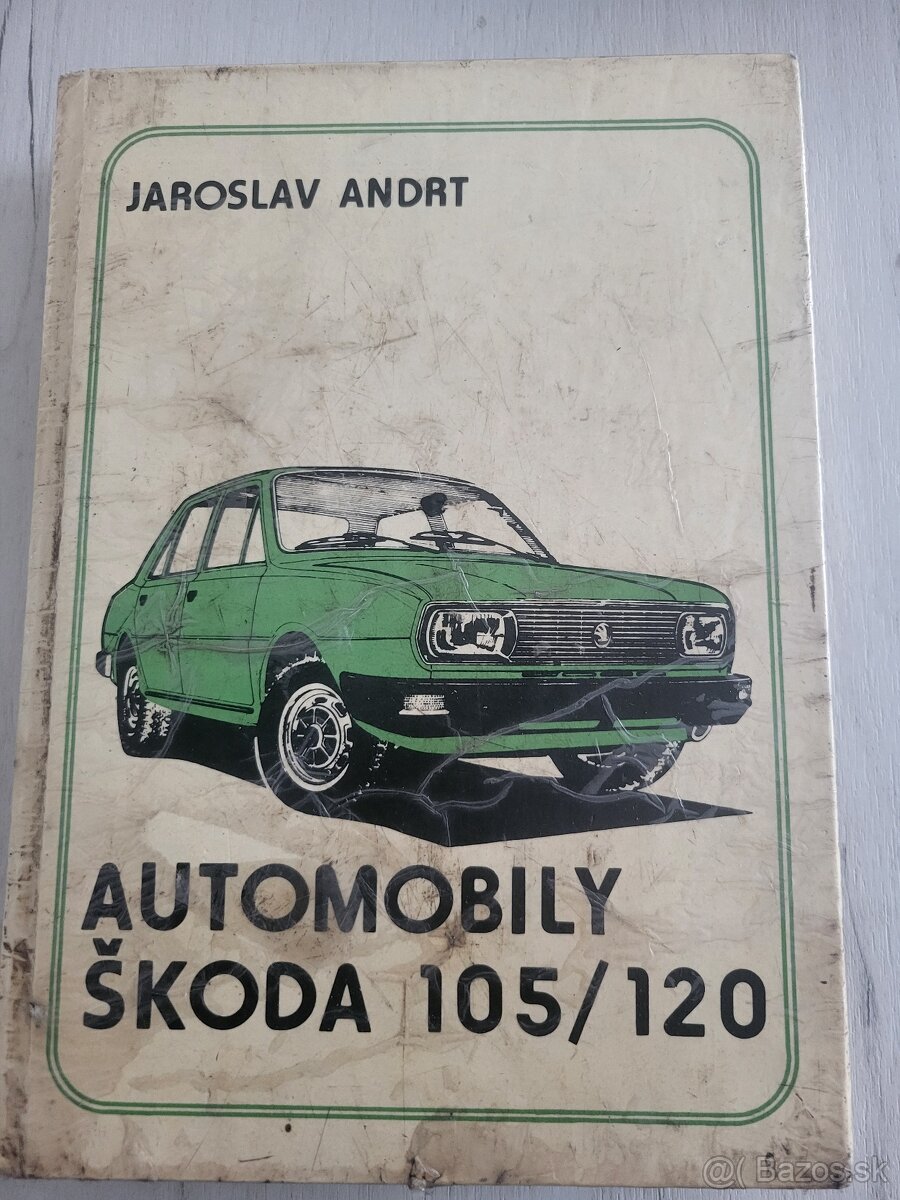 JAROSLAV ANDRT
AUTOMOBILY
ŠKODA 105/120
@( Bazos.sk